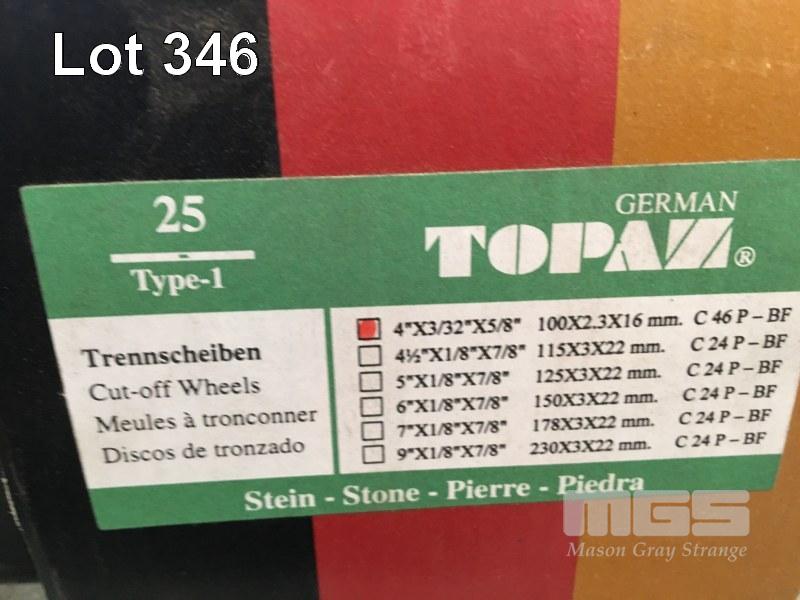 Lot 346
25
Type-1
GERMAN
TOPAZ®
Trennscheiben
Cut-off Wheels
Meules à tronconner
Discos de tronzado
4"X3/32"X5/8" 100X2.3X16 mm. C 46 P – BF
4½"X1/8"X7/8" 115X3X22 mm. C 24 P – BF
5"X1/8"X7/8" 125X3X22 mm. C 24 P – BF
6"X1/8"X7/8" 150X3X22 mm. C 24 P – BF
7"X1/8"X7/8" 178X3X22 mm. C 24 P – BF
9"X1/8"X7/8" 230X3X22 mm. C 24 P – BF
Stein - Stone - Pierre - Piedra
MGS
Mason Gray Strange